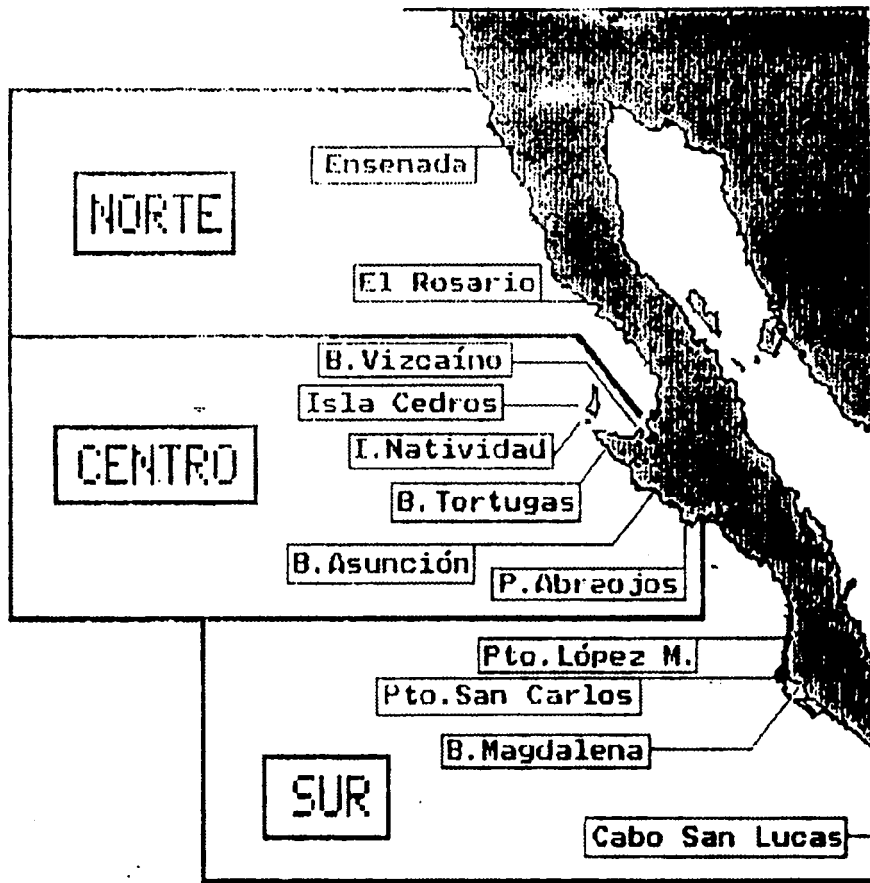 Ensenada
NORTE
El Rosario
B.Vizcaíno
Isla Cedros
I.Natividad
CENTRO
B.Tortugas
B.Asunción
P.Abreojos
Pto.López M.
Pto.San Carlos
B.Magdalena
SUR
Cabo San Lucas